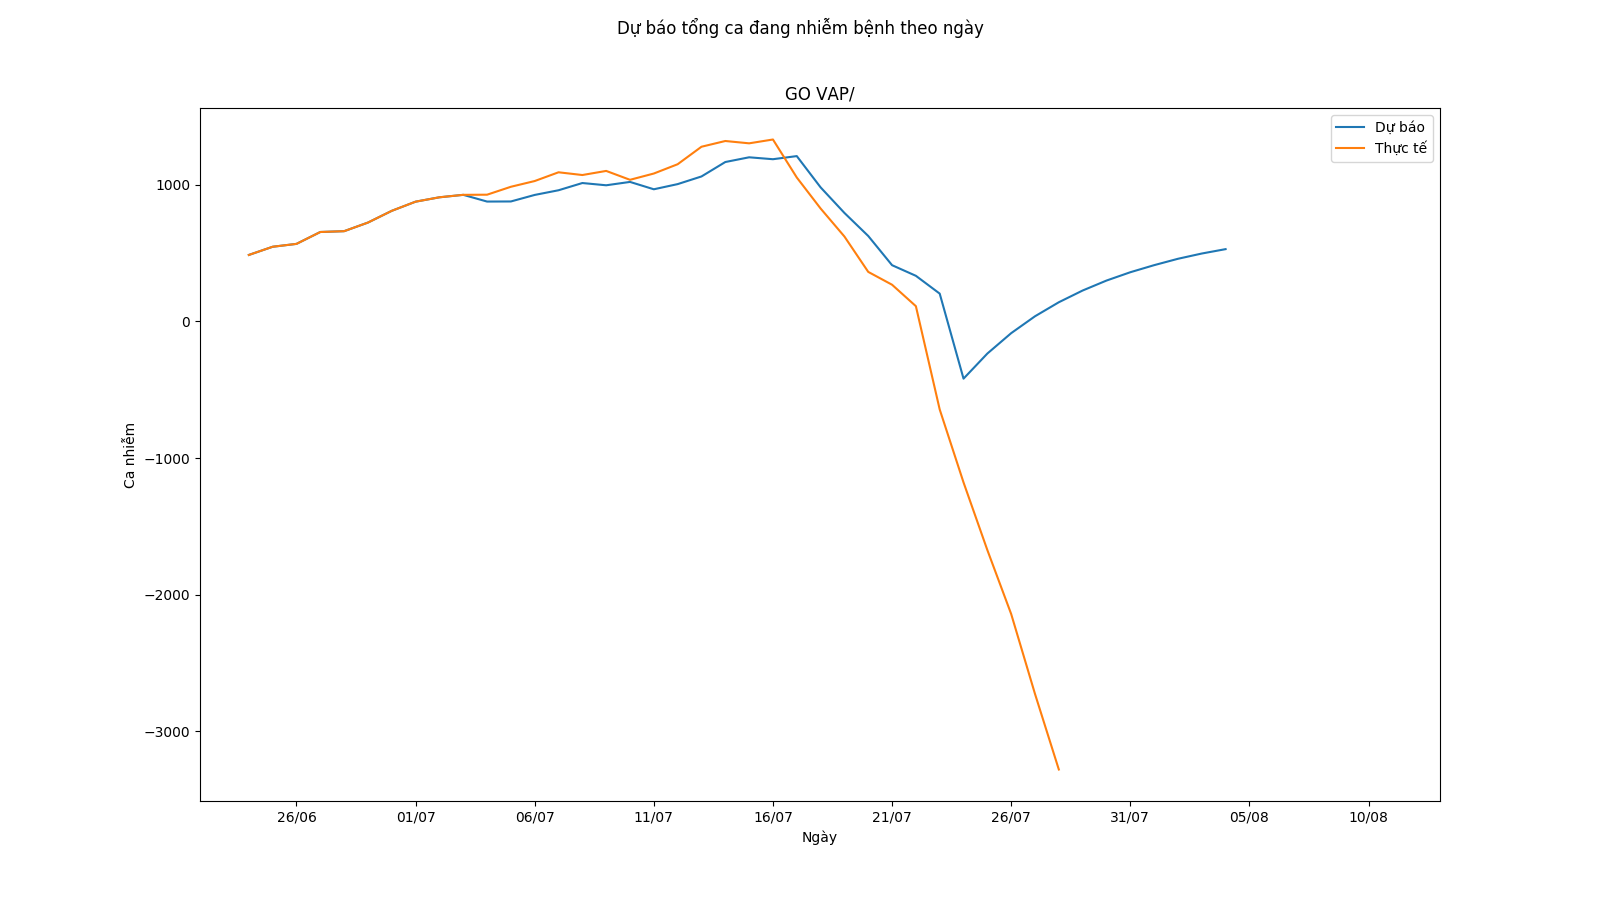 Dự báo tổng ca đang nhiễm bệnh theo ngày
GO VAP/
Dự báo
Thực tế
1000
0
−1000
−2000
−3000
Ca nhiễm
26/06 01/07 06/07 11/07 16/07 21/07 26/07 31/07 05/08 10/08
Ngày